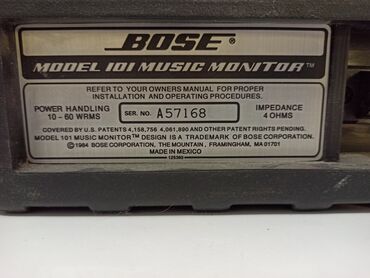 BOSE®
MODEL 101 MUSIC MONITOR™
REFER TO YOUR OWNERS MANUAL FOR PROPER
INSTALLATION AND OPERATING PROCEDURES.
POWER HANDLING
10 - 60 WRMS
SER. NO. A57168
IMPEDANCE
4 OHMS
COVERED BY U.S. PATENTS 4,158,756 4,061,890 AND OTHER PATENT RIGHTS PENDING.
MODEL 101 MUSIC MONITOR™ DESIGN IS A TRADEMARK OF BOSE CORPORATION.
©1984 BOSE CORPORATION, THE MOUNTAIN, FRAMINGHAM, MA 01701
MADE IN MEXICO